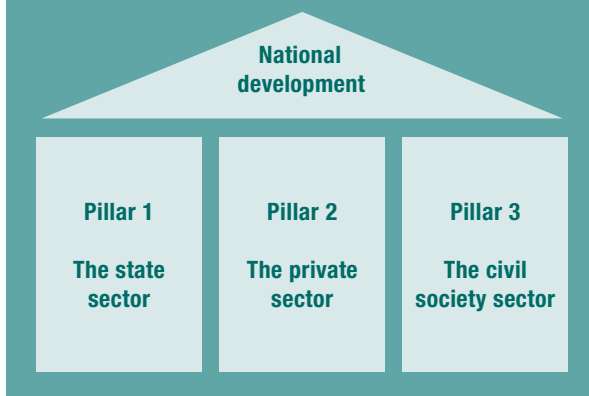 National
development
Pillar 1
The state
sector
Pillar 2
The private
sector
Pillar 3
The civil
society sector